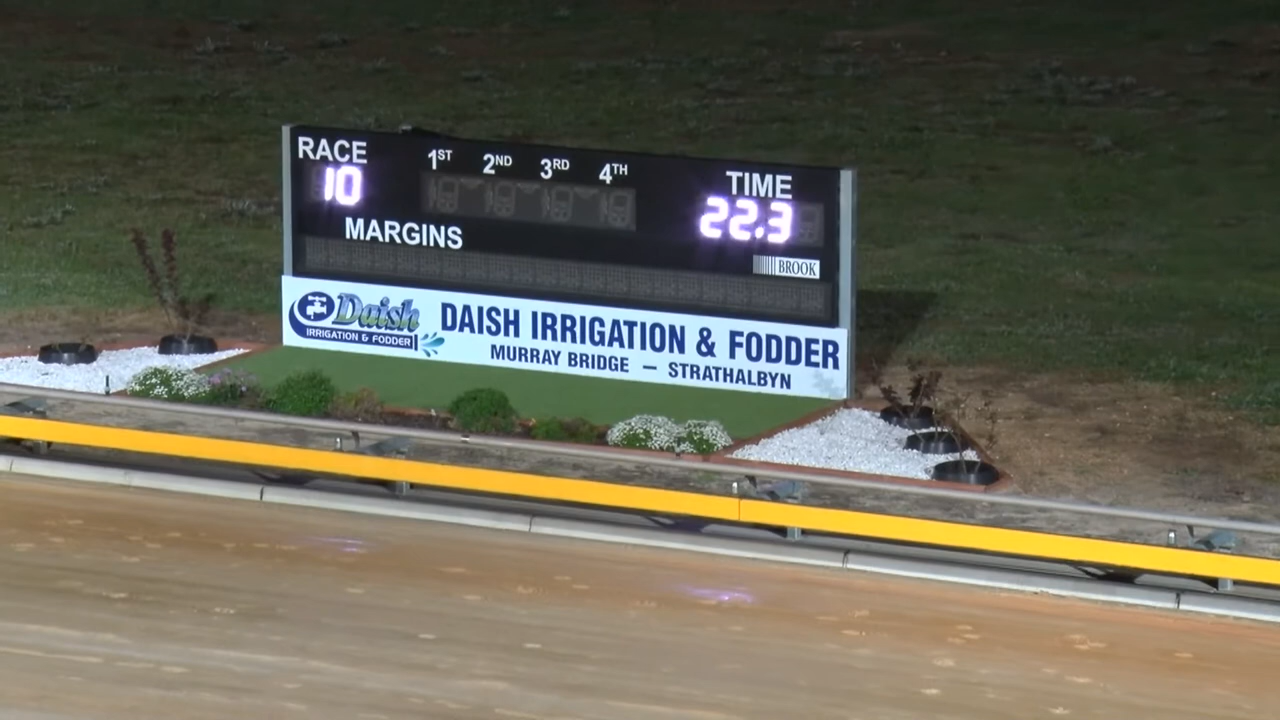 RACE 1ST 2ND 3RD 4TH TIME
10 22.3
MARGINS
BROOK
Daish
IRRIGATION & FODDER
DAISH IRRIGATION & FODDER
MURRAY BRIDGE – STRATHALBYN